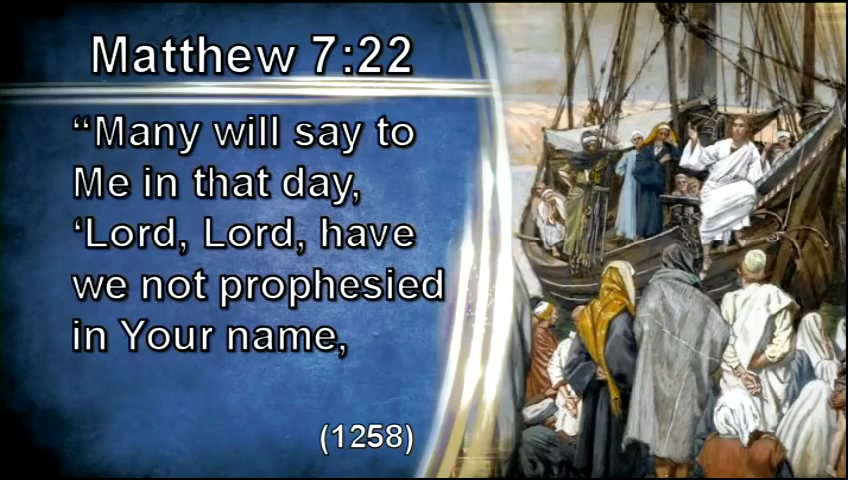 Matthew 7:22
“Many will say to
Me in that day,
‘Lord, Lord, have
we not prophesied
in Your name,
(1258)